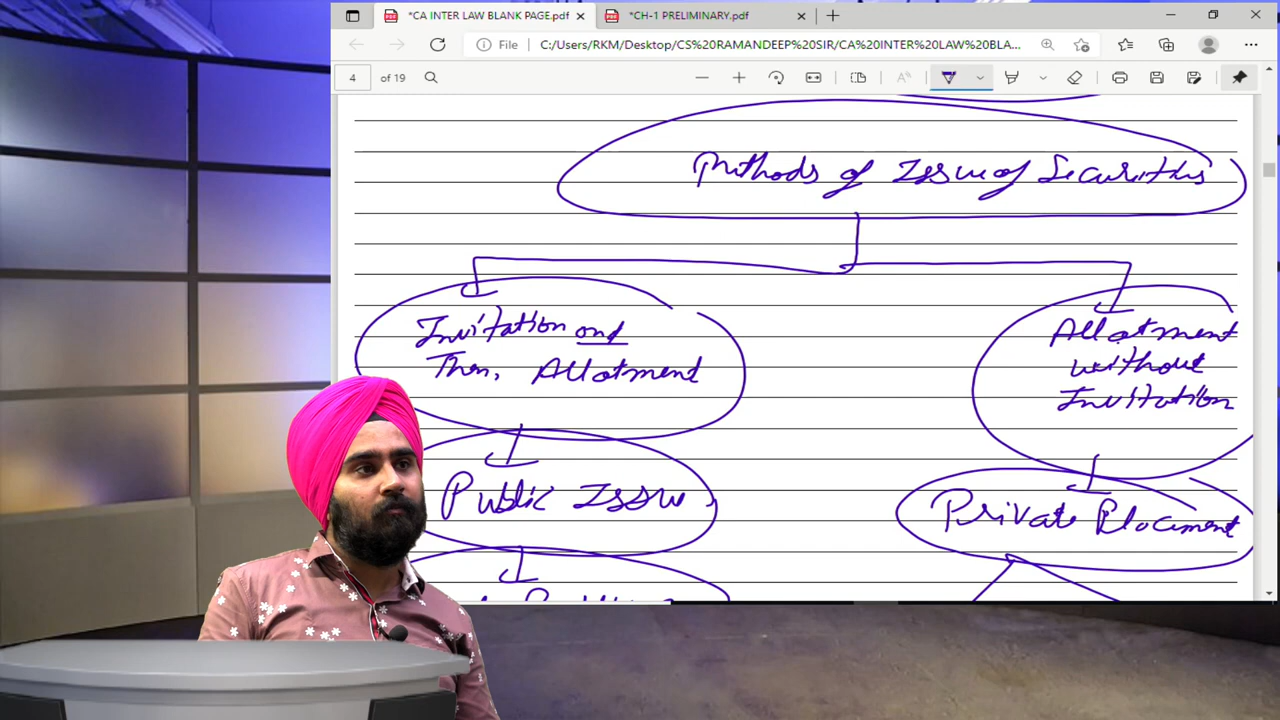 *CA INTER LAW BLANK PAGE.pdf
*CH-1 PRELIMINARY.pdf
File C:/Users/RKM/Desktop/CS%20RAMANDEEP%20SIR/CA%20INTER%20LAW%20BLA...
4 of 19
Methods of Issue of Securities
Invitation and
Then, Allotment
Allotment
without
Invitation
Public Issue
Private Placement